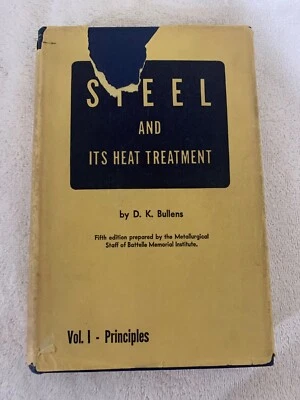 STEEL
AND
ITS HEAT TREATMENT
by D. K. Bullens
Fifth edition prepared by the Metallurgical
Staff of Battelle Memorial Institute.
Vol. I - Principles